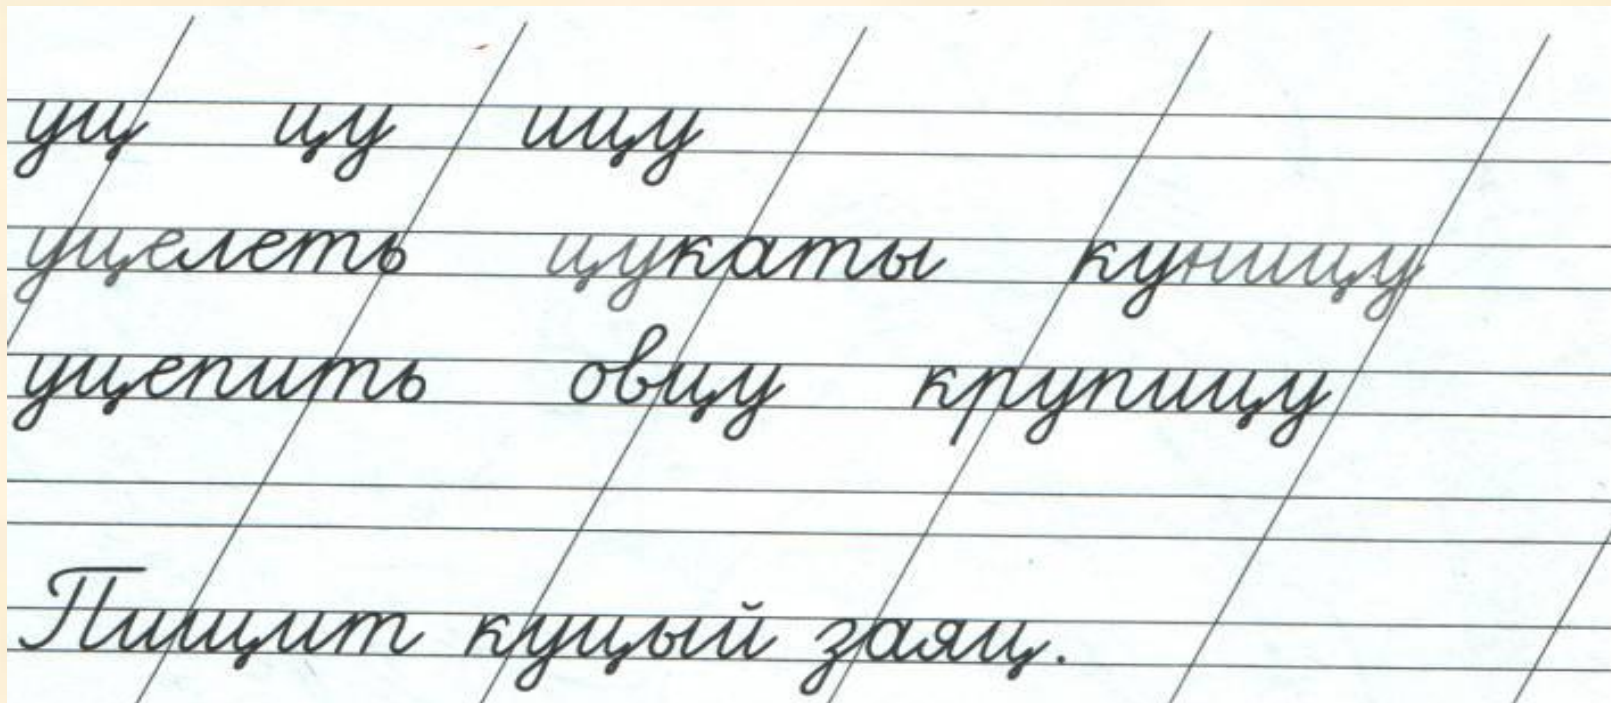 уц цу ицу
уцелеть цукаты куницу
уцепить овцу крупицу
Пищит куцый заяц.